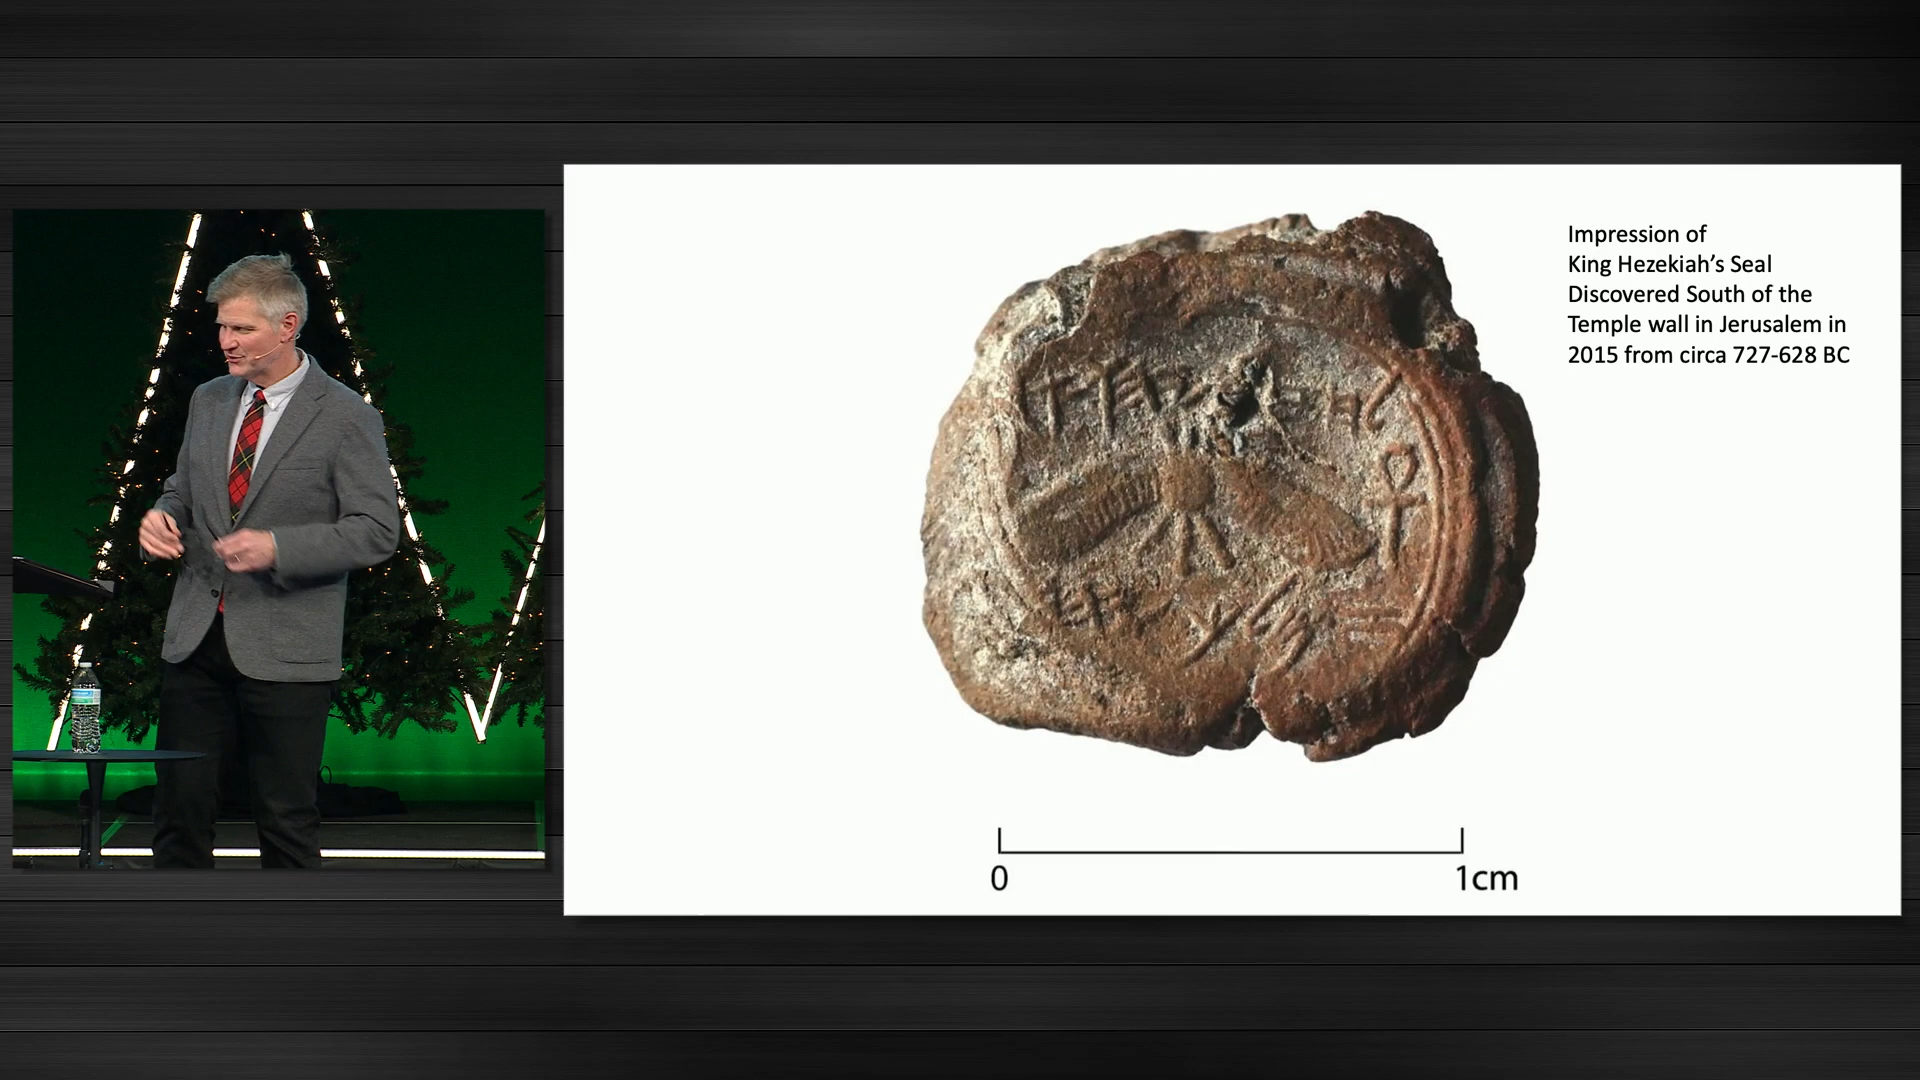 Impression of
King Hezekiah’s Seal
Discovered South of the
Temple wall in Jerusalem in
2015 from circa 727-628 BC
0
1cm